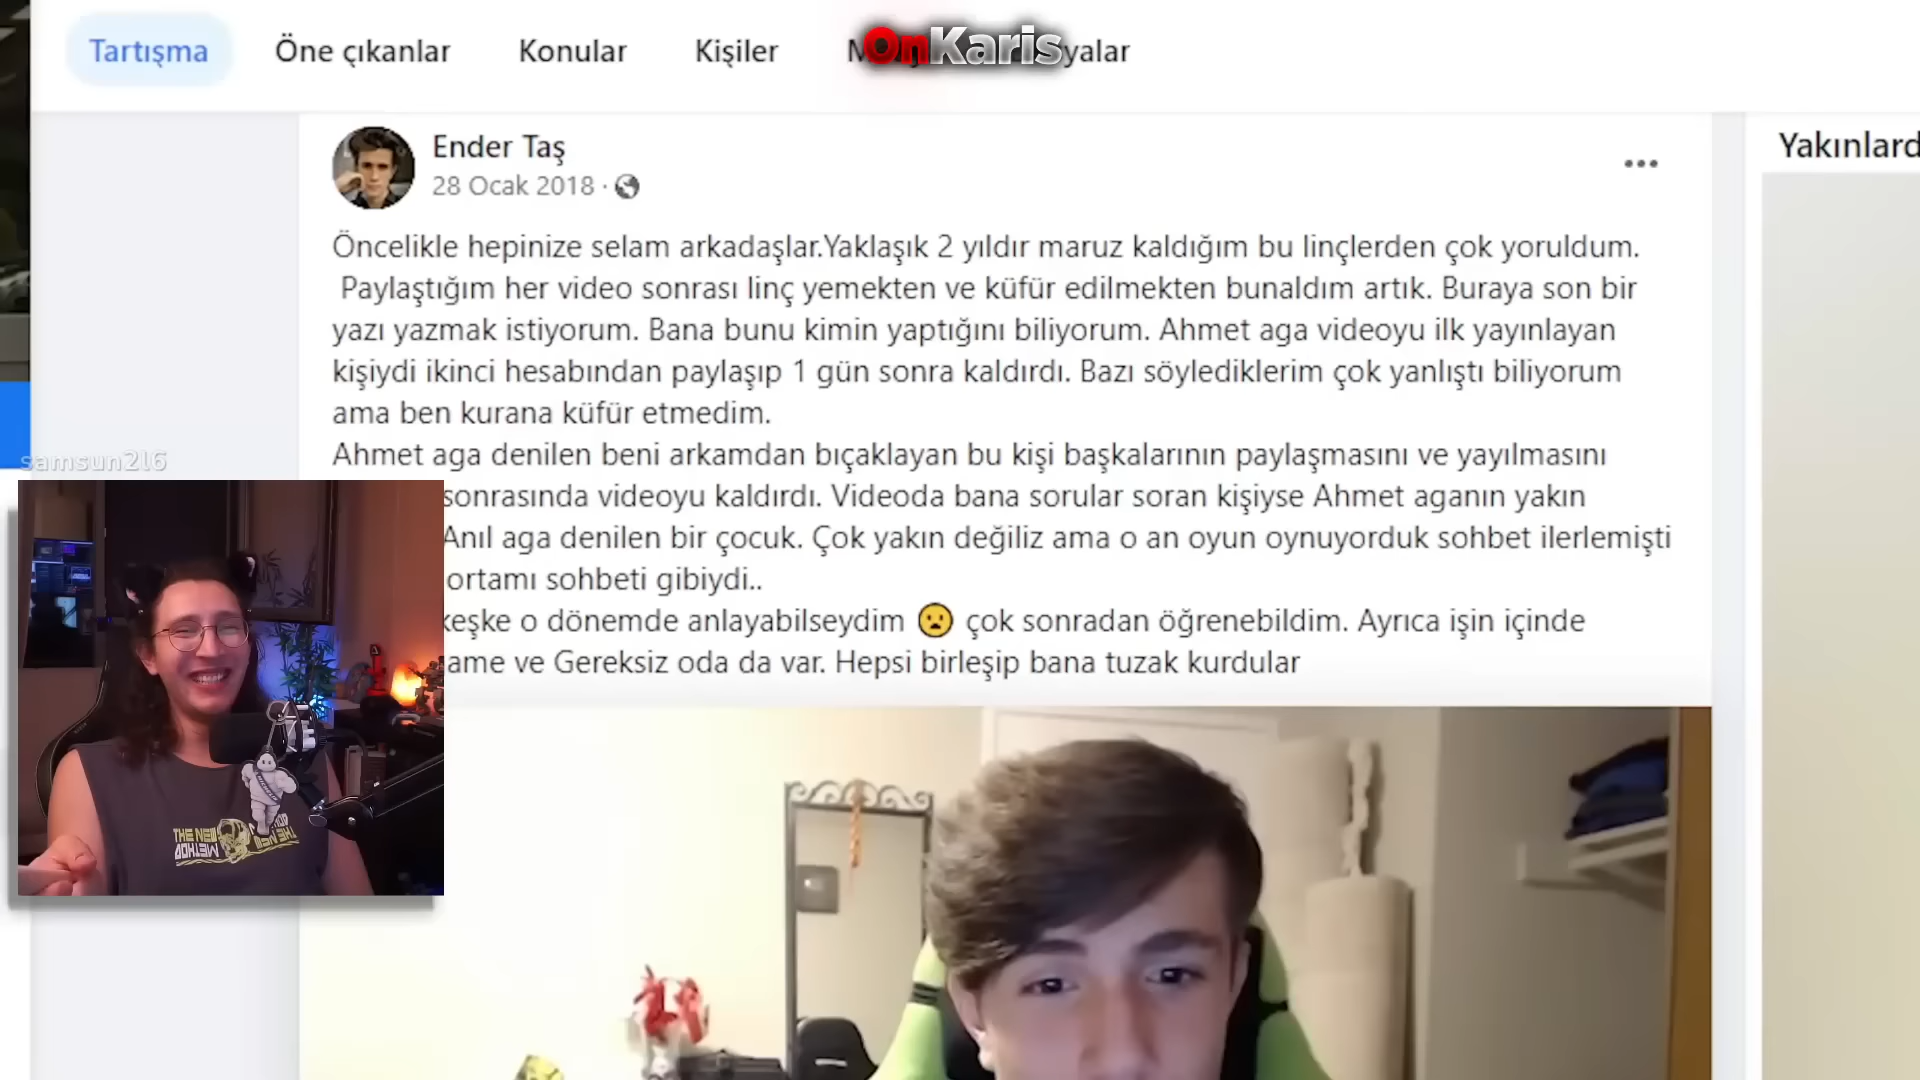 Tartışma
Öne çıkanlar
Konular
Kişiler
OnKaris
Ender Taş
28 Ocak 2018 ·
Yakınlard
Öncelikle hepinize selam arkadaşlar.Yaklaşık 2 yıldır maruz kaldığım bu linçlerden çok yoruldum.
Paylaştığım her video sonrası linç yemekten ve küfür edilmekten bunaldım artık. Buraya son bir
yazı yazmak istiyorum. Bana bunu kimin yaptığını biliyorum. Ahmet aga videoyu ilk yayınlayan
kişiydi ikinci hesabından paylaşıp 1 gün sonra kaldırdı. Bazı söylediklerim çok yanlıştı biliyorum
ama ben kurana küfür etmedim.
Ahmet aga denilen beni arkamdan bıçaklayan bu kişi başkalarının paylaşmasını ve yayılmasını
sonrasında videoyu kaldırdı. Videoda bana sorular soran kişiyse Ahmet aganın yakın
Anıl aga denilen bir çocuk. Çok yakın değiliz ama o an oyun oynuyorduk sohbet ilerlemişti
ortamı sohbeti gibiydi..
keşke o dönemde anlayabilseydim 😦 çok sonradan öğrenebildim. Ayrıca işin içinde
ame ve Gereksiz oda da var. Hepsi birleşip bana tuzak kurdular
samsun2l6
THE NEW
METHOD